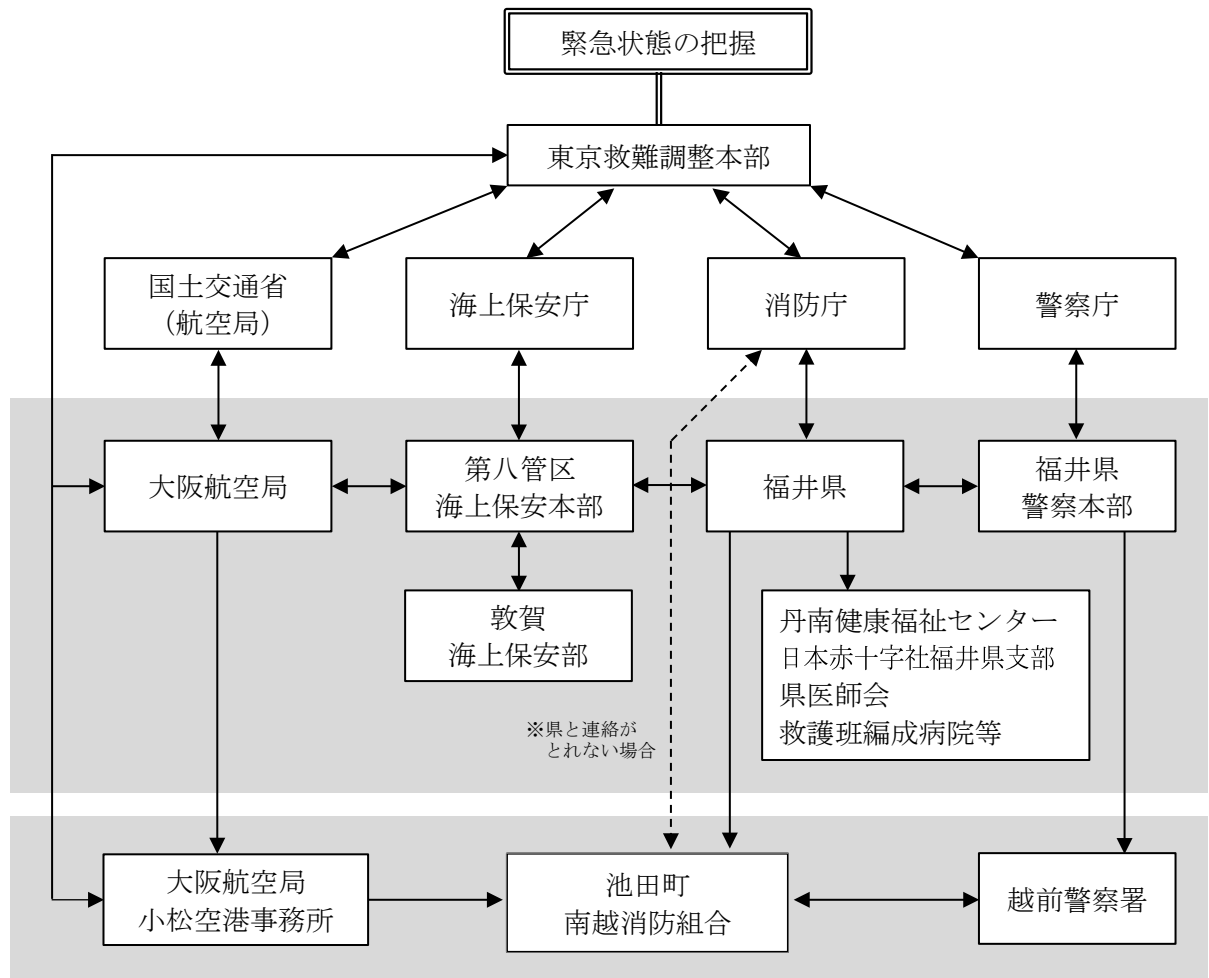 緊急状態の把握
東京救難調整本部
国土交通省
（航空局）
海上保安庁
消防庁
警察庁
大阪航空局
第八管区
海上保安本部
福井県
福井県
警察本部
敦賀
海上保安部
丹南健康福祉センター
日本赤十字社福井県支部
県医師会
救護班編成病院等
※県と連絡が
とれない場合
大阪航空局
小松空港事務所
池田町
南越消防組合
越前警察署